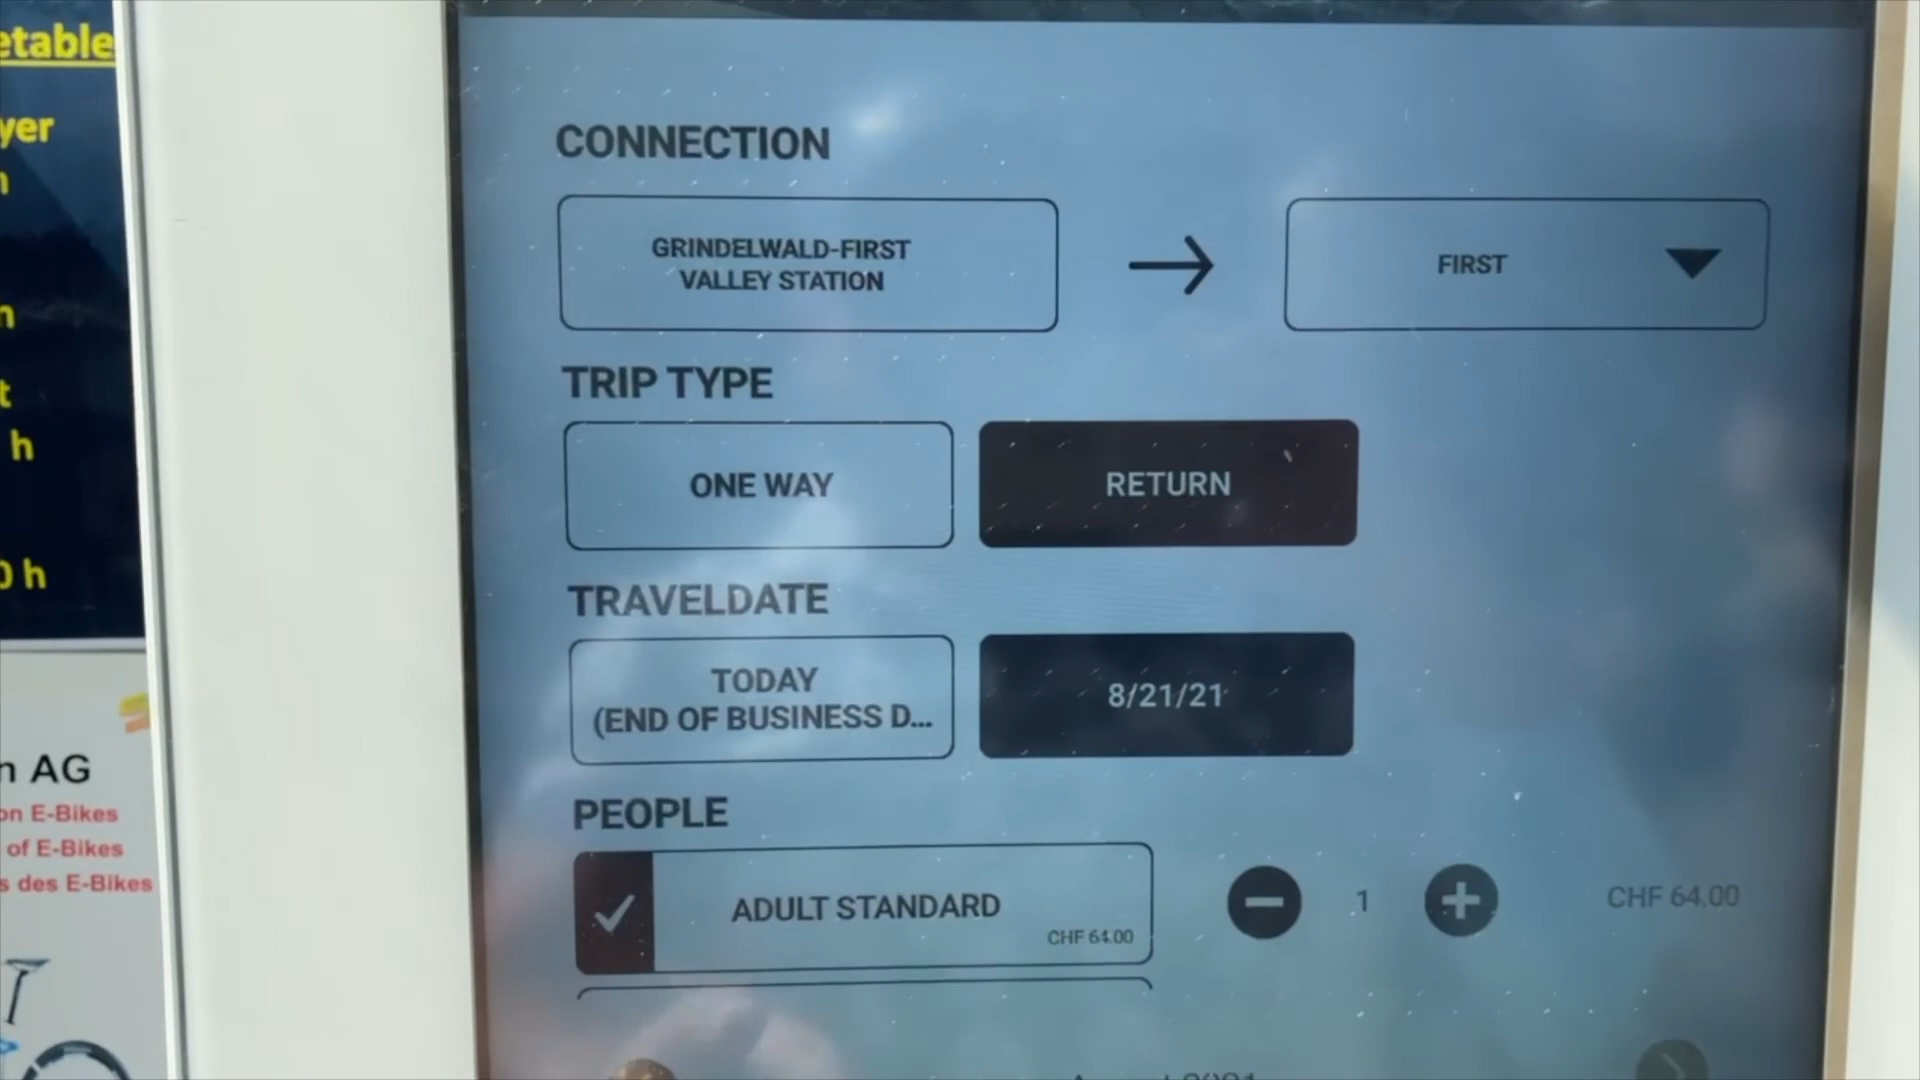 CONNECTION
GRINDELWALD-FIRST
VALLEY STATION
FIRST
TRIP TYPE
ONE WAY
RETURN
TRAVELDATE
TODAY
(END OF BUSINESS D...
8/21/21
PEOPLE
ADULT STANDARD
CHF 64.00
1
CHF 64.00
etable
yer
n
n
t
h
0 h
n AG
on E-Bikes
of E-Bikes
s des E-Bikes